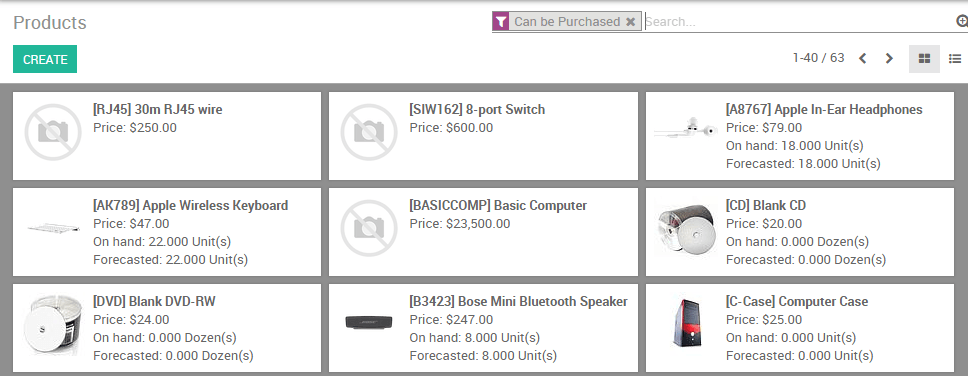 Products
Can be Purchased ✖
Search...
CREATE
1-40 / 63
[RJ45] 30m RJ45 wire
Price: $250.00
[SIW162] 8-port Switch
Price: $600.00
[A8767] Apple In-Ear Headphones
Price: $79.00
On hand: 18.000 Unit(s)
Forecasted: 18.000 Unit(s)
[AK789] Apple Wireless Keyboard
Price: $47.00
On hand: 22.000 Unit(s)
Forecasted: 22.000 Unit(s)
[BASICCOMP] Basic Computer
Price: $23,500.00
[CD] Blank CD
Price: $20.00
On hand: 0.000 Dozen(s)
Forecasted: 0.000 Dozen(s)
[DVD] Blank DVD-RW
Price: $24.00
On hand: 0.000 Dozen(s)
Forecasted: 0.000 Dozen(s)
[B3423] Bose Mini Bluetooth Speaker
Price: $247.00
On hand: 8.000 Unit(s)
Forecasted: 8.000 Unit(s)
[C-Case] Computer Case
Price: $25.00
On hand: 0.000 Unit(s)
Forecasted: 0.000 Unit(s)